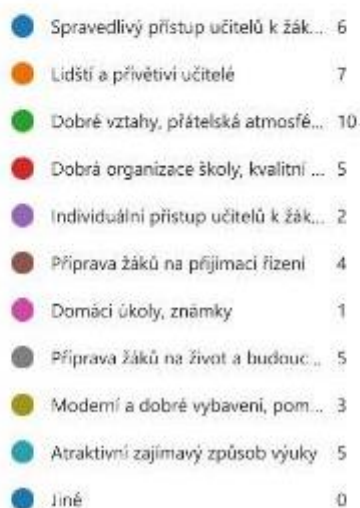 Spravedlivý přístup učitelů k žák... 6
Lidští a přívětiví učitelé 7
Dobré vztahy, přátelská atmosfé... 10
Dobrá organizace školy, kvalitní ... 5
Individuální přístup učitelů k žák... 2
Příprava žáků na přijímací řízení 4
Domácí úkoly, známky 1
Příprava žáků na život a budouc... 5
Moderní a dobré vybavení, pom... 3
Atraktivní zajímavý způsob výuky 5
Jiné 0